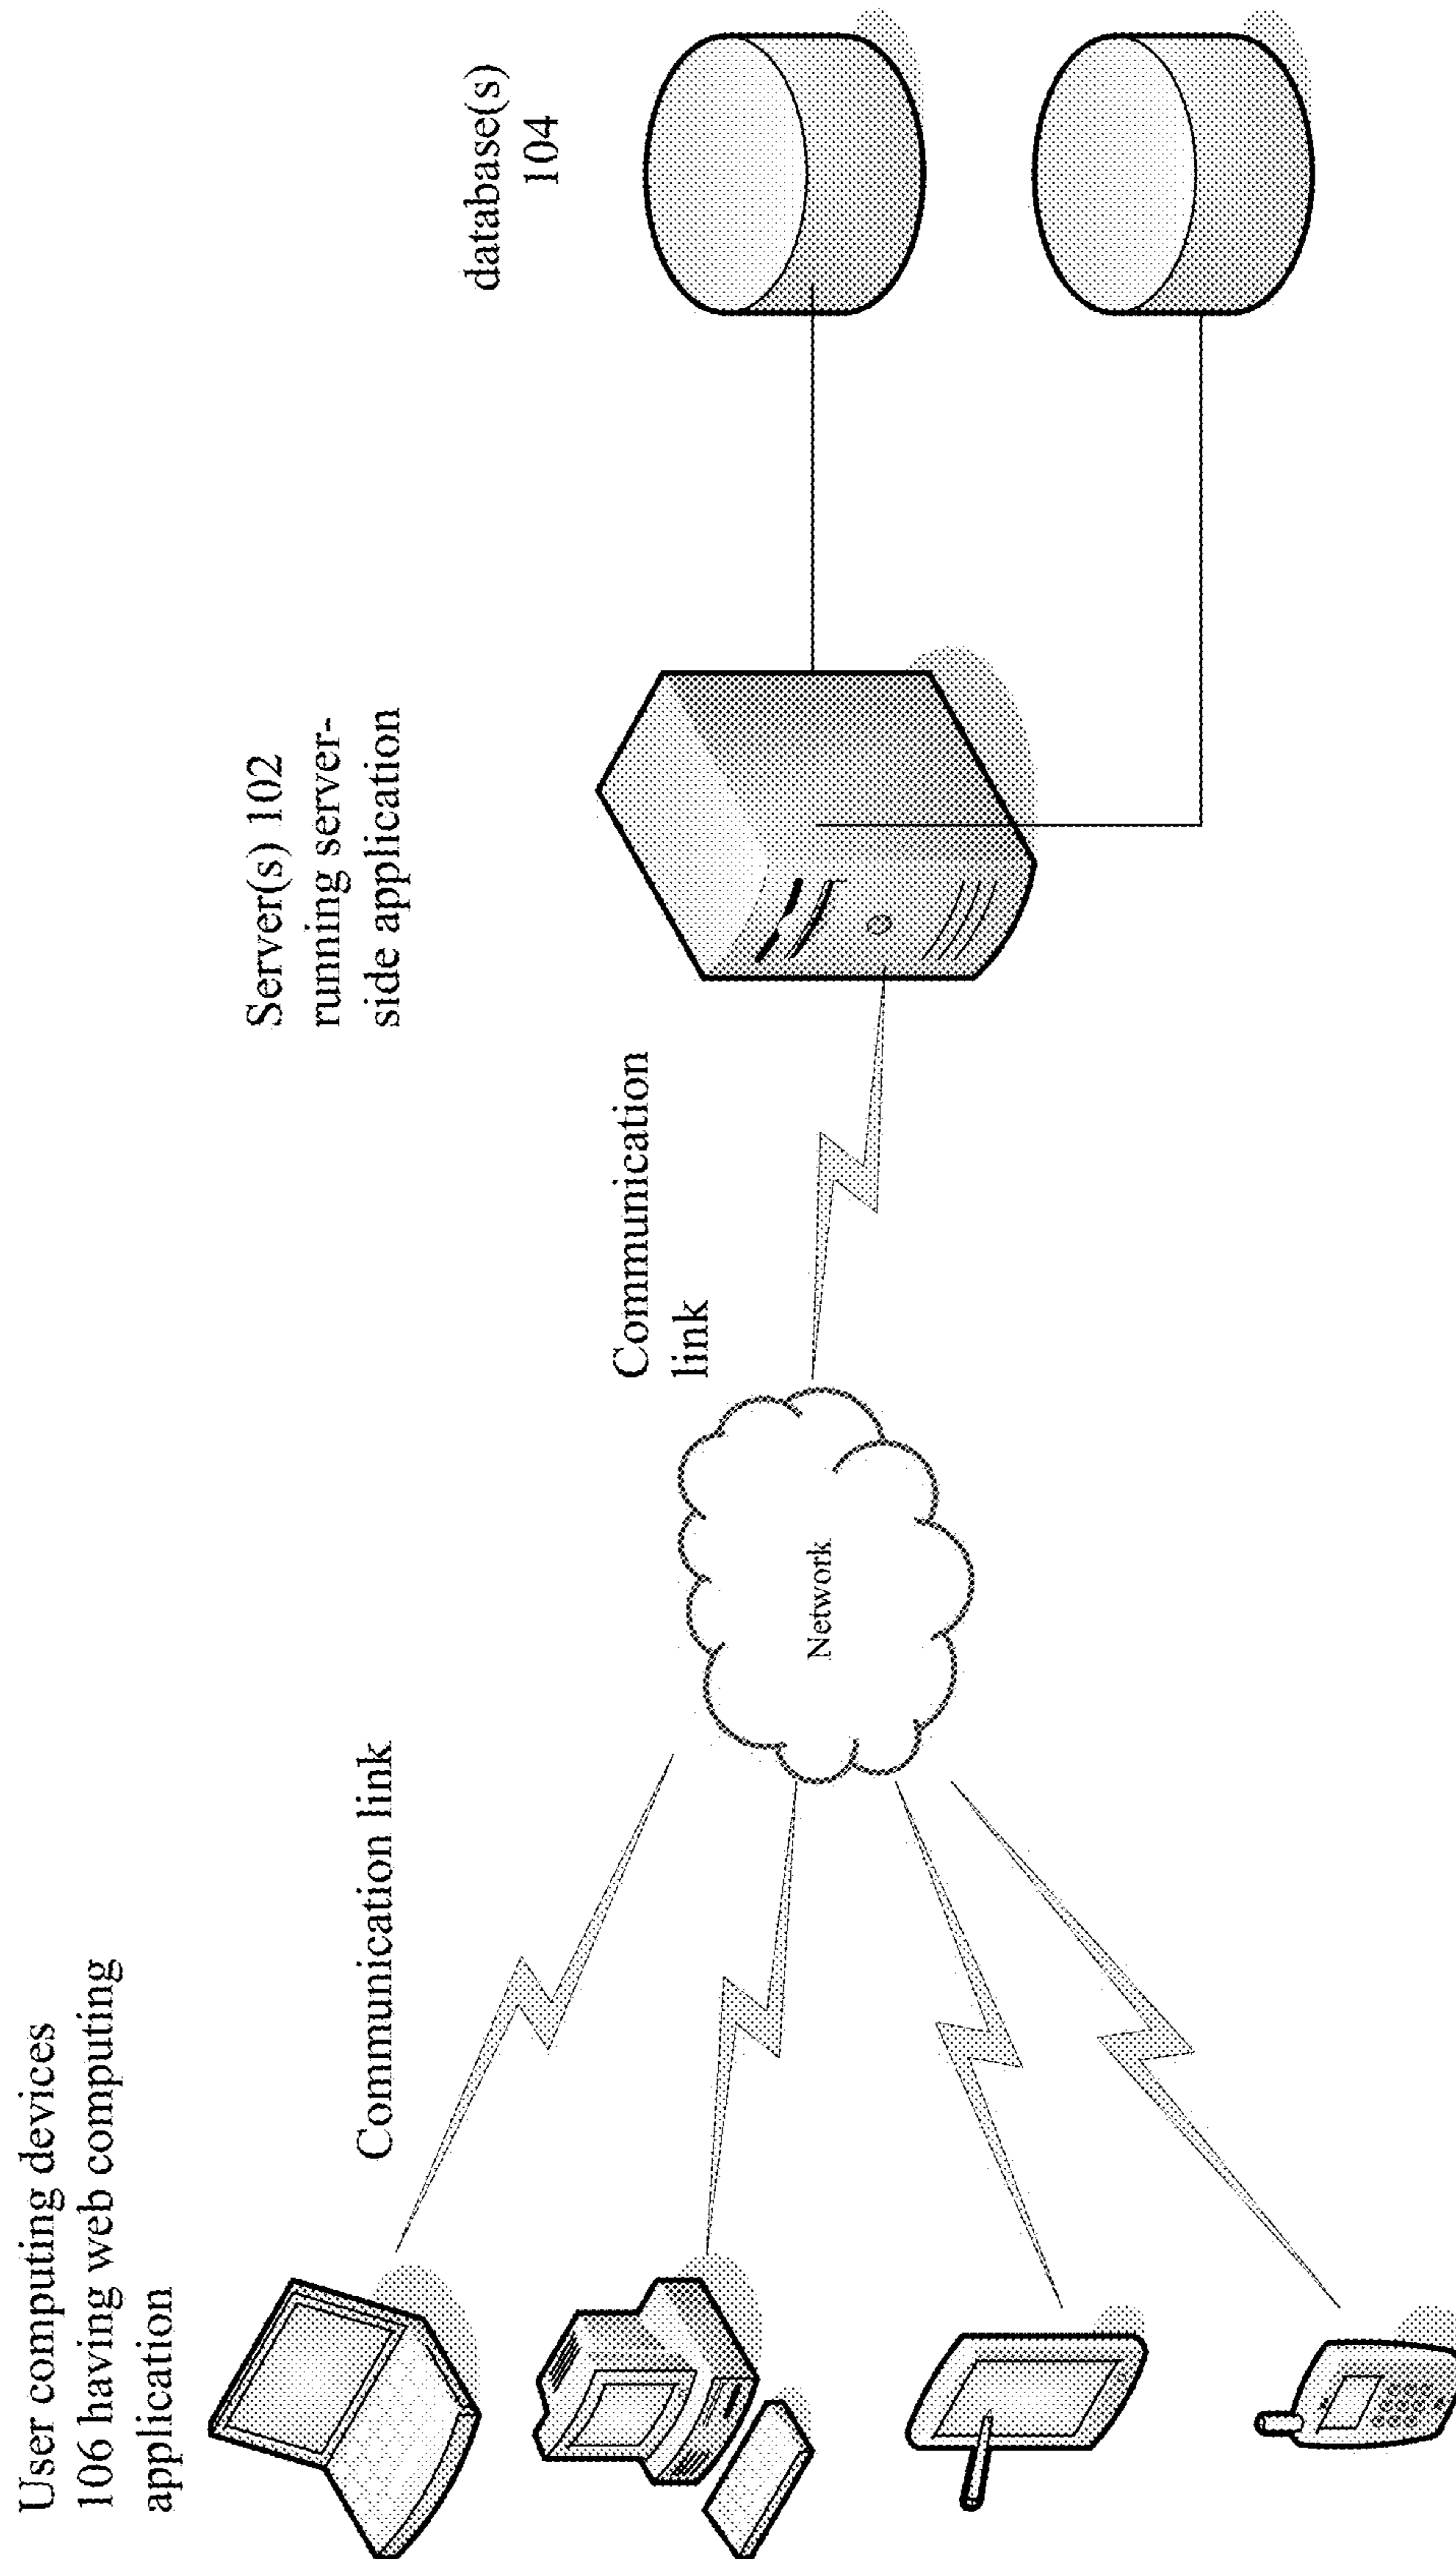 User computing devices
106 having web computing
application
Communication link
Network
Communication
link
Server(s) 102
running server-
side application
database(s)
104